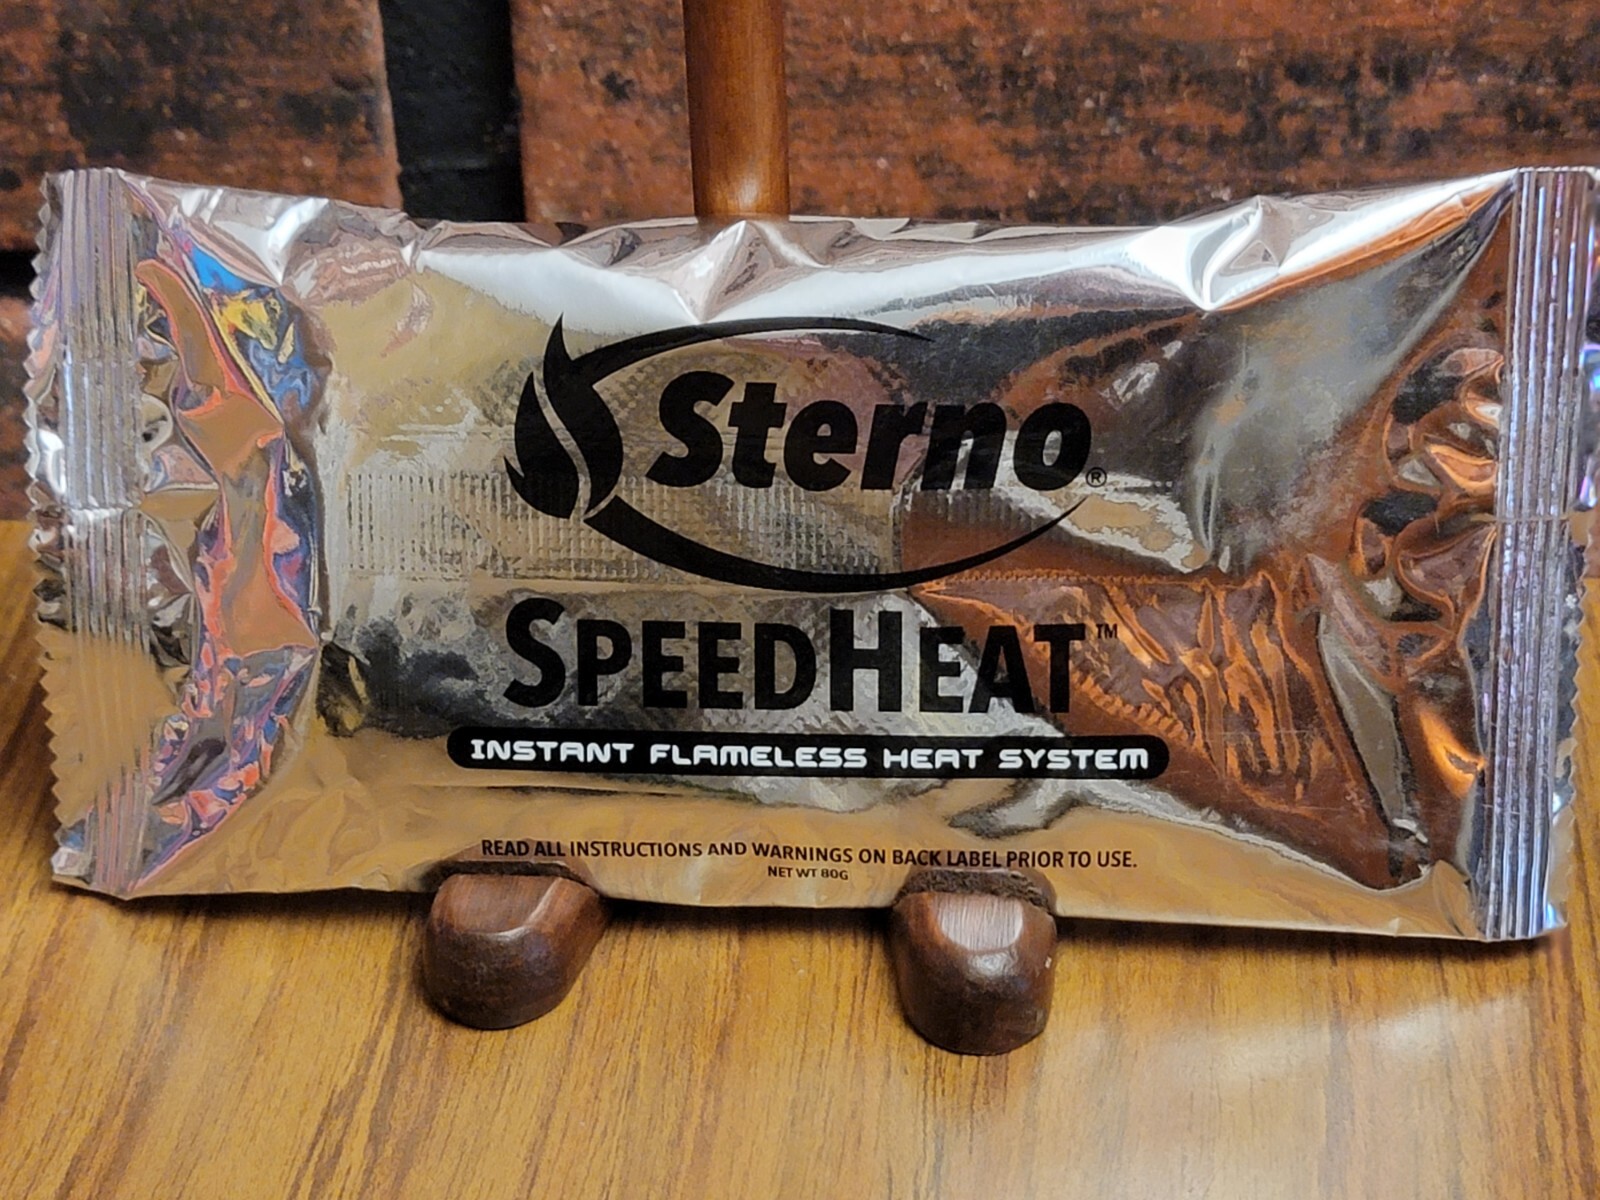 Sterno®
SPEEDHEAT™
INSTANT FLAMELESS HEAT SYSTEM
READ ALL INSTRUCTIONS AND WARNINGS ON BACK LABEL PRIOR TO USE.
NET WT 80G